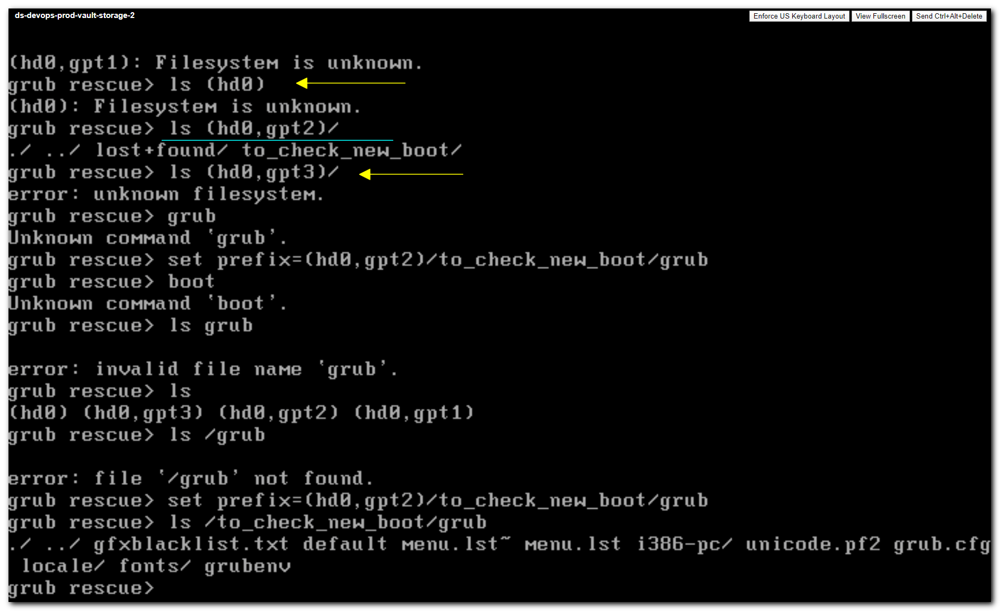 ds-devops-prod-vault-storage-2
Enforce US Keyboard Layout View Fullscreen Send Ctrl+Alt+Delete
(hd0,gpt1): Filesystem is unknown.
grub rescue> ls (hd0)
(hd0): Filesystem is unknown.
grub rescue> ls (hd0,gpt2)/
./ ../ lost+found/ to_check_new_boot/
grub rescue> ls (hd0,gpt3)/
error: unknown filesystem.
grub rescue> grub
Unknown command `grub'.
grub rescue> set prefix=(hd0,gpt2)/to_check_new_boot/grub
grub rescue> boot
Unknown command `boot'.
grub rescue> ls grub
error: invalid file name `grub'.
grub rescue> ls
(hd0) (hd0,gpt3) (hd0,gpt2) (hd0,gpt1)
grub rescue> ls /grub
error: file `/grub' not found.
grub rescue> set prefix=(hd0,gpt2)/to_check_new_boot/grub
grub rescue> ls /to_check_new_boot/grub
./ ../ gfxblacklist.txt default menu.lst~ menu.lst i386-pc/ unicode.pf2 grub.cfg
locale/ fonts/ grubenv
grub rescue>